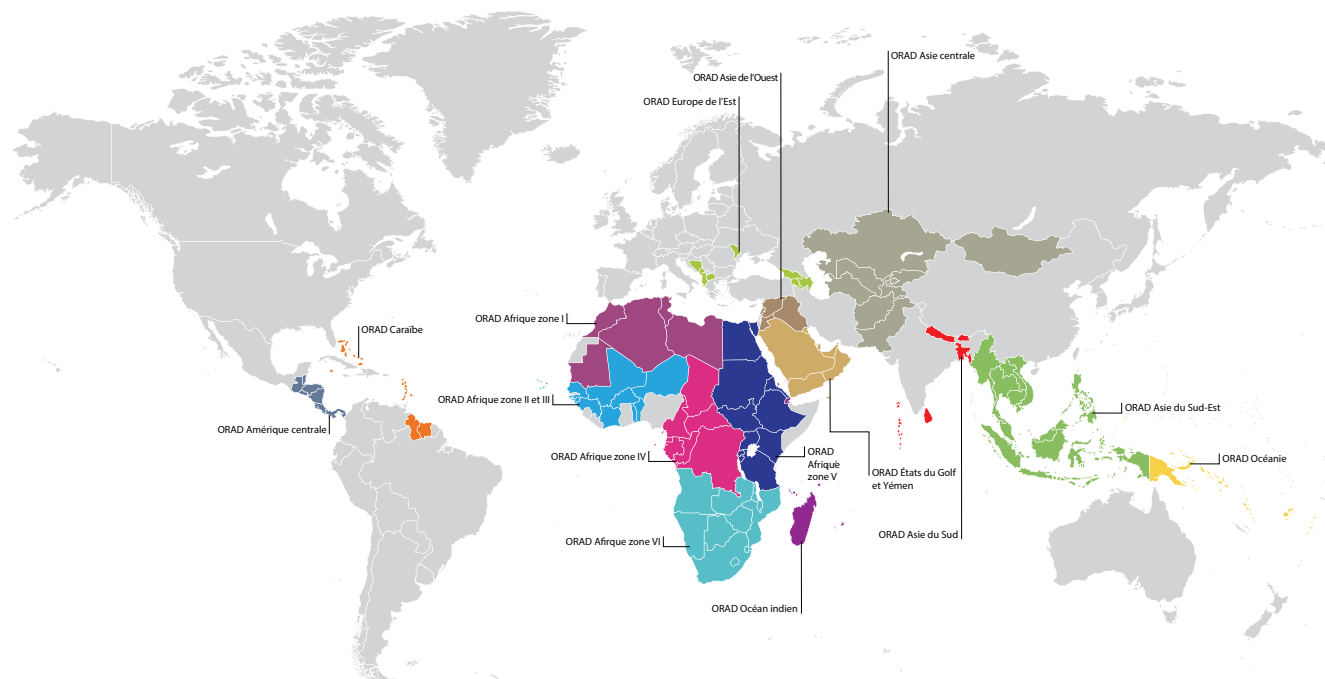 ORAD Asie centrale
ORAD Asie de l'Ouest
ORAD Europe de l'Est
ORAD Afrique zone I
ORAD Caraïbe
ORAD Afrique zone II et III
ORAD Asie du Sud-Est
ORAD Amérique centrale
ORAD Afrique zone IV
ORAD
Afrique
zone V
ORAD Océanie
ORAD États du Golf
et Yémen
ORAD Asie du Sud
ORAD Afirque zone VI
ORAD Océan indien